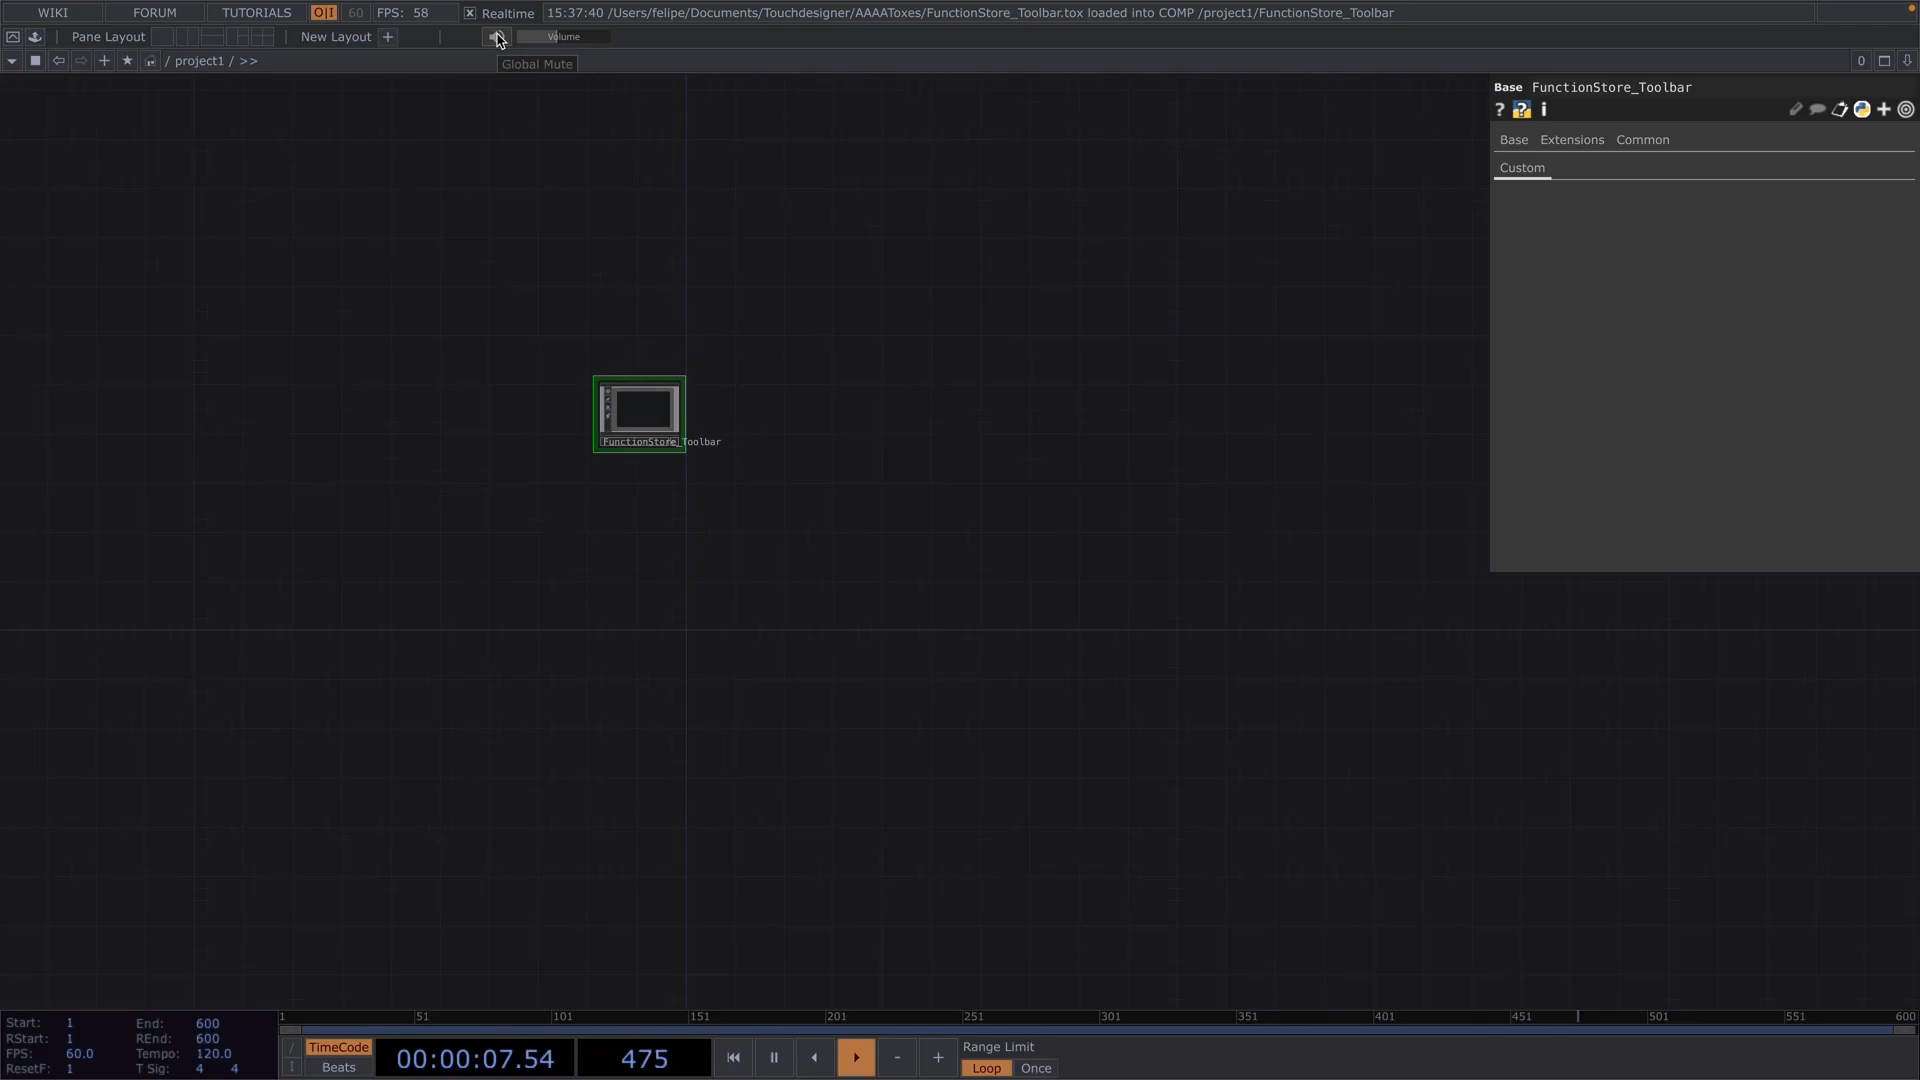 WIKI FORUM TUTORIALS O|I 60 FPS: 58 Realtime 15:37:40 /Users/felipe/Documents/Touchdesigner/AAAAToxes/FunctionStore_Toolbar.tox loaded into COMP /project1/FunctionStore_Toolbar
Pane Layout New Layout + Volume
Global Mute
/ project1 / >> 0
Base FunctionStore_Toolbar
? ? i
Base Extensions Common
Custom
FunctionStore_Toolbar
1 51 101 151 201 251 301 351 401 451 501 551 600
Start: 1 End: 600
RStart: 1 REnd: 600
FPS: 60.0 Tempo: 120.0
ResetF: 1 T Sig: 4 4
/ TimeCode
I Beats
00:00:07.54 475 - +
Range Limit
Loop Once